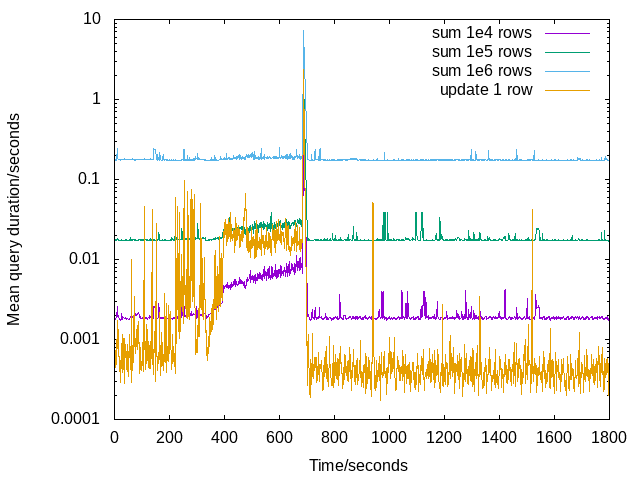 10
1
0.1
0.01
0.001
0.0001
Mean query duration/seconds
sum 1e4 rows
sum 1e5 rows
sum 1e6 rows
update 1 row
0 200 400 600 800 1000 1200 1400 1600 1800
Time/seconds